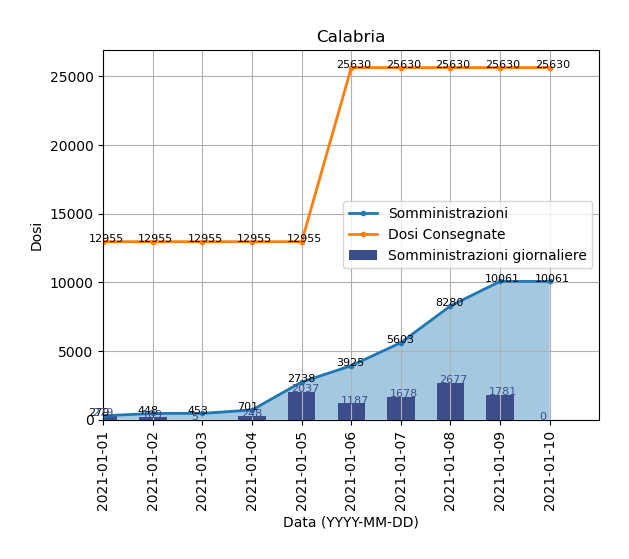 Calabria
25000
20000
15000
10000
5000
0
Dosi
25630 25630 25630 25630 25630
12955 12955 12955 12955 12955
Somministrazioni
Dosi Consegnate
Somministrazioni giornaliere
448 453 701 2738 3925 5603 8280 10061 10061
248 2037 1187 1678 2677 1781 0
2021-01-01
2021-01-02
2021-01-03
2021-01-04
2021-01-05
2021-01-06
2021-01-07
2021-01-08
2021-01-09
2021-01-10
Data (YYYY-MM-DD)